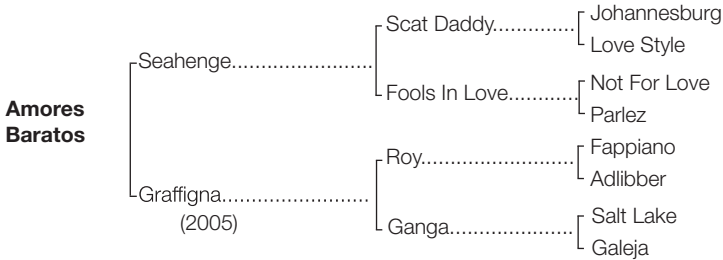 Johannesburg
Scat Daddy..............
Love Style
Seahenge........................
Not For Love
Fools In Love............
Parlez
Amores
Baratos
Fappiano
Roy..........................
Adlibber
Graffigna.........................
(2005)
Salt Lake
Ganga.....................
Galeja